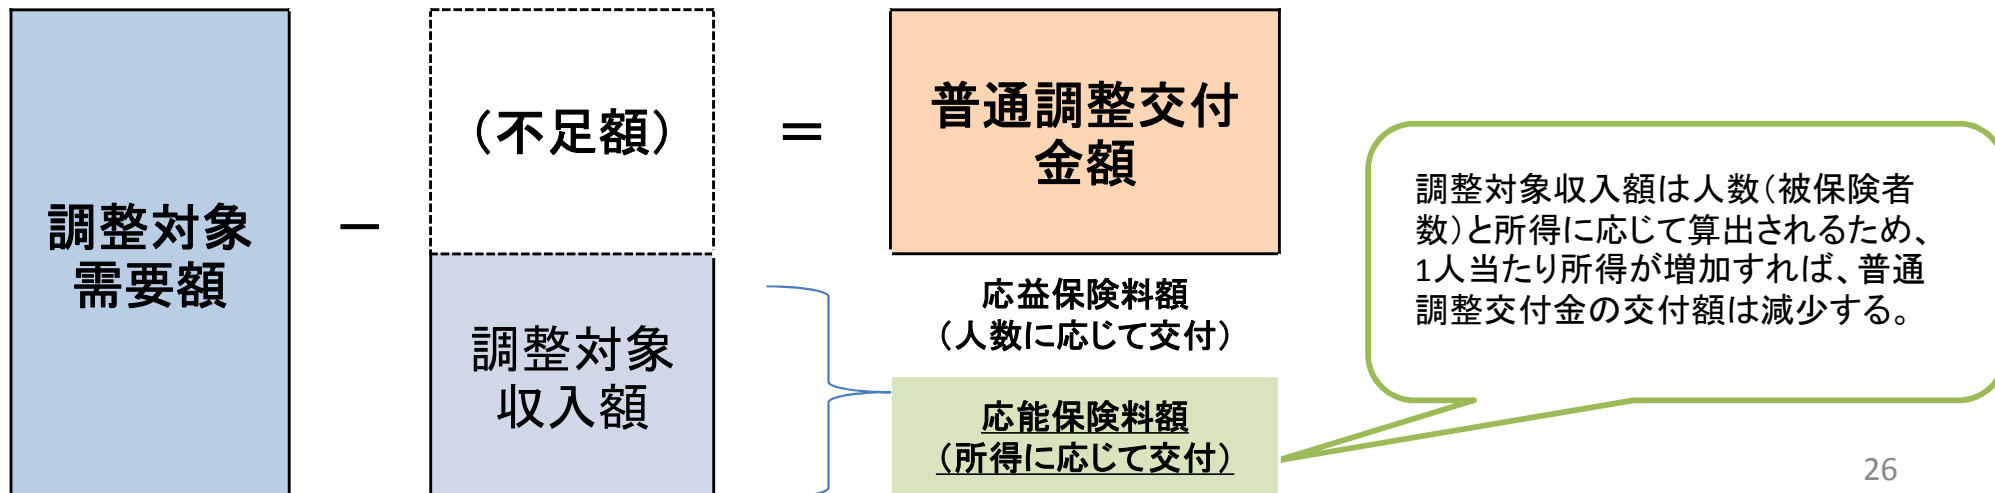 調整対象
需要額
－
（不足額）
調整対象
収入額
＝
普通調整交付
金額
応益保険料額
（人数に応じて交付）
応能保険料額
（所得に応じて交付）
調整対象収入額は人数（被保険者
数）と所得に応じて算出されるため、
1人当たり所得が増加すれば、普通
調整交付金の交付額は減少する。
26